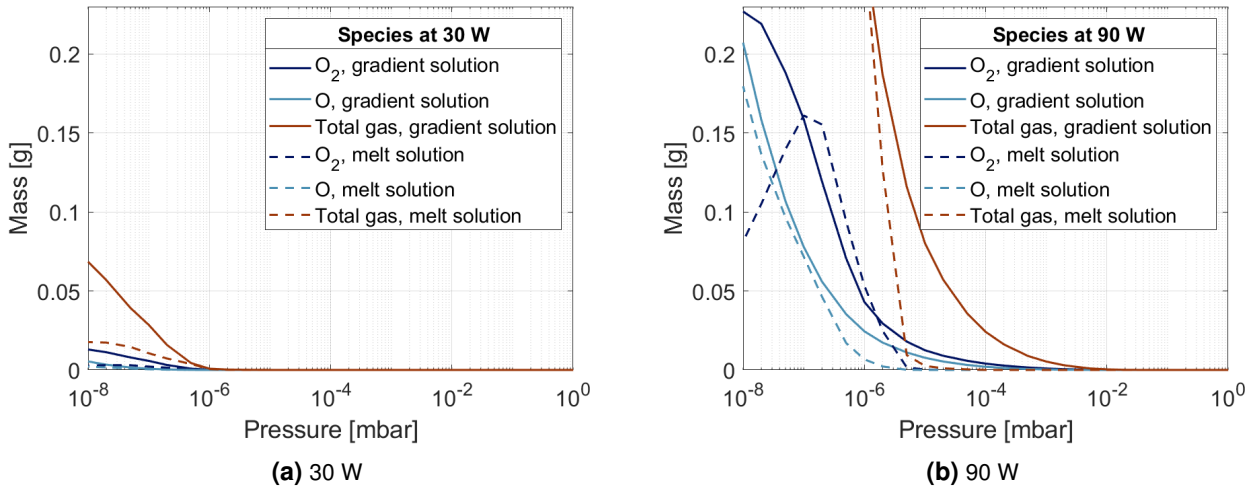 Species at 30 W
O2, gradient solution
O, gradient solution
Total gas, gradient solution
O2, melt solution
O, melt solution
Total gas, melt solution
0.2
0.15
0.1
0.05
0
Mass [g]
10^-8
10^-6
10^-4
10^-2
10^0
Pressure [mbar]
(a) 30 W
Species at 90 W
O2, gradient solution
O, gradient solution
Total gas, gradient solution
O2, melt solution
O, melt solution
Total gas, melt solution
0.2
0.15
0.1
0.05
0
Mass [g]
10^-8
10^-6
10^-4
10^-2
10^0
Pressure [mbar]
(b) 90 W